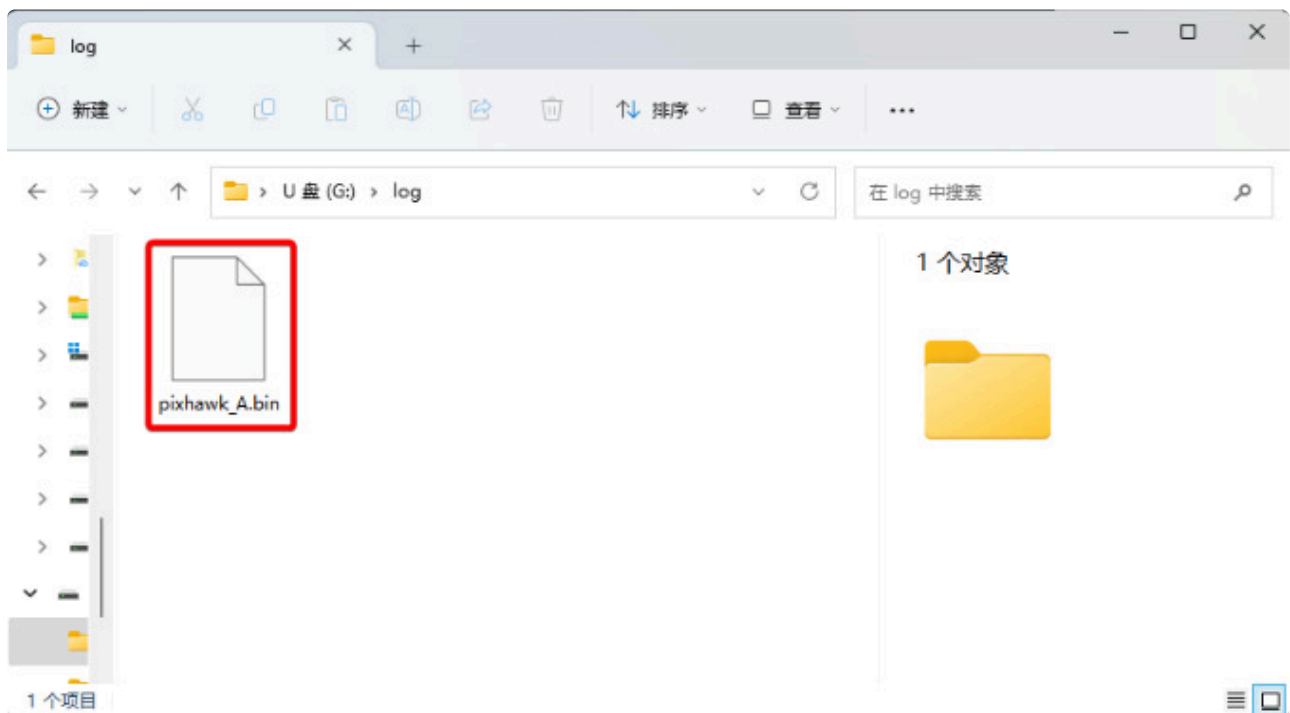 log
新建
排序
查看
U 盘 (G:) > log
在 log 中搜索
1 个对象
pixhawk_A.bin
1 个项目